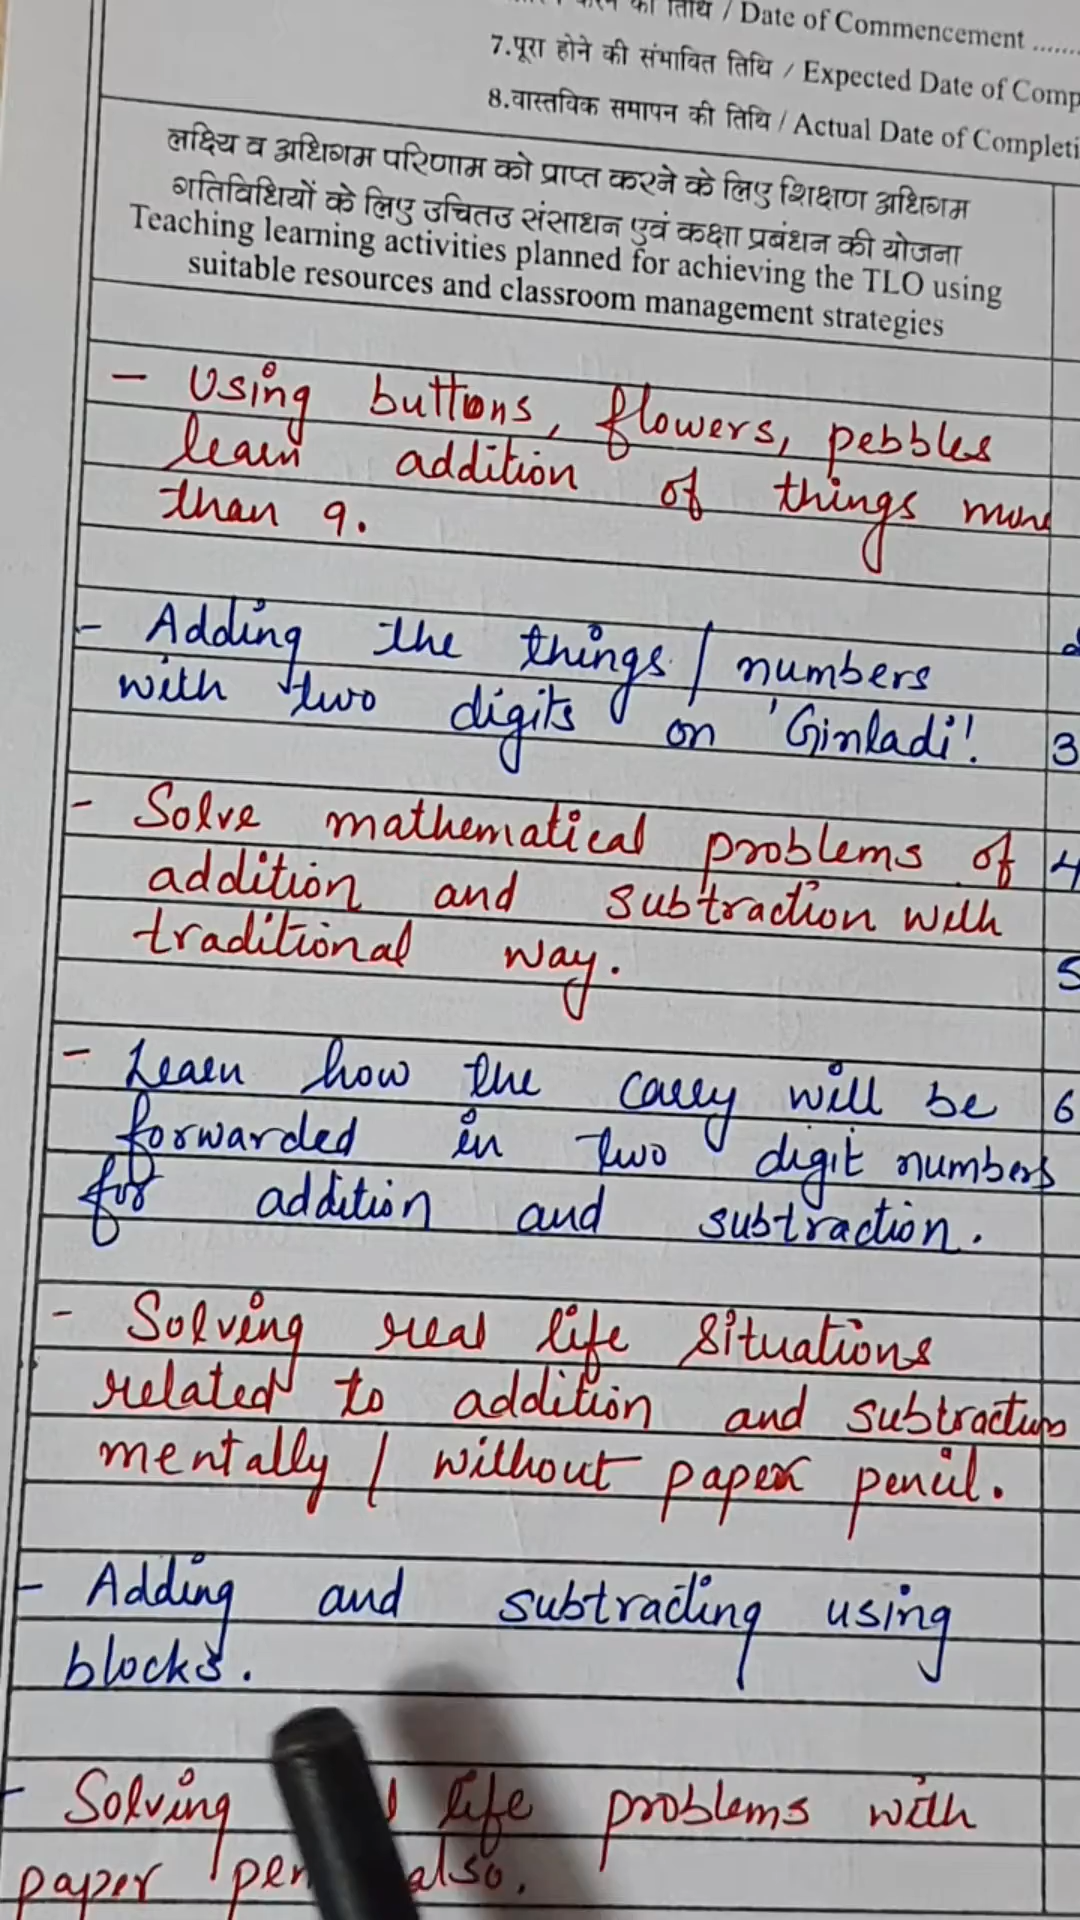 की तिथि / Date of Commencement ........
7.पूरा होने की संभावित तिथि / Expected Date of Comp
8.वास्तविक समापन की तिथि / Actual Date of Completi
लक्ष्यि व अधिगम परिणाम को प्राप्त करने के लिए शिक्षण अधिगम
गतिविधियों के लिए उचितउ संसाधन एवं कक्षा प्रबंधन की योजना
Teaching learning activities planned for achieving the TLO using
suitable resources and classroom management strategies
- Using buttons, flowers, pebbles
learn addition of things more
than 9.
- Adding the things / numbers
with two digits on 'Ginladi'.
3
- Solve mathematical problems of
4
addition and subtraction with
traditional way.
5
- Learn how the carry will be
6
forwarded in two digit numbers
for addition and subtraction.
- Solving real life situations
related to addition and subtraction
mentally / without paper pencil.
- Adding and subtracting using
blocks.
- Solving life problems with
paper also.